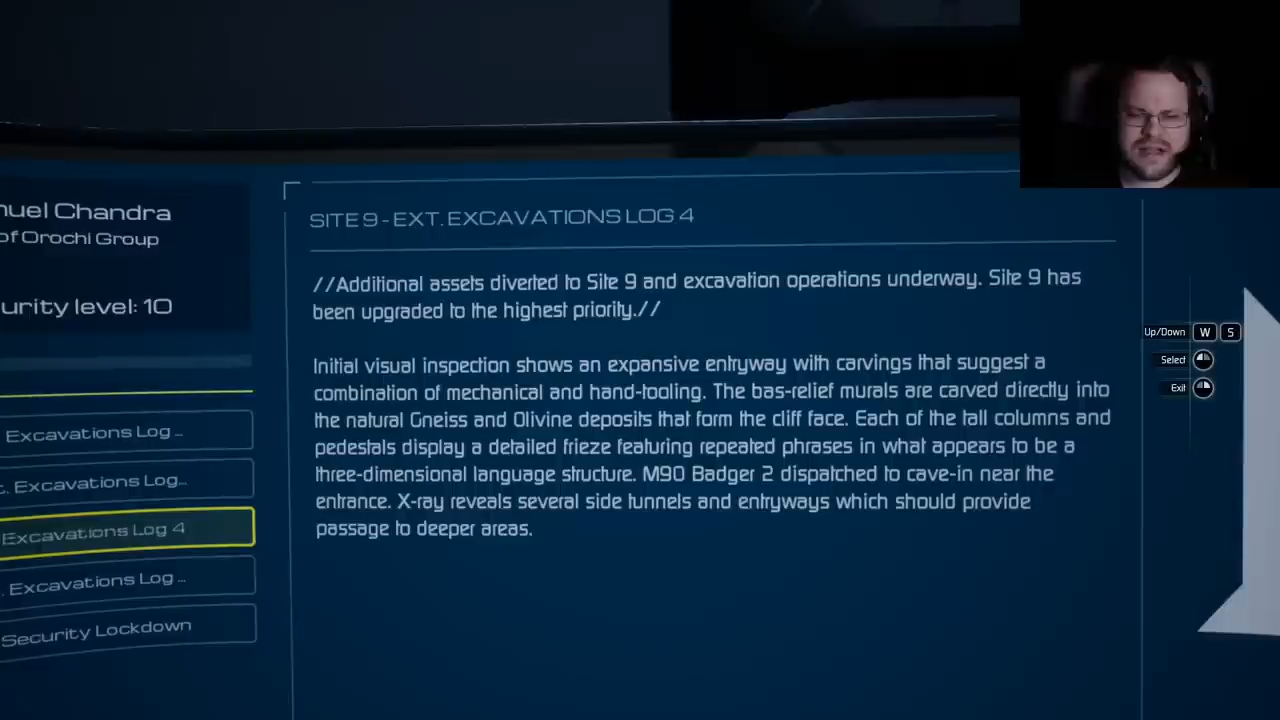 nuel Chandra
of Orochi Group
urity level: 10
Excavations Log ...
. Excavations Log...
Excavations Log 4
. Excavations Log ...
Security Lockdown
SITE 9 - EXT. EXCAVATIONS LOG 4
//Additional assets diverted to Site 9 and excavation operations underway. Site 9 has
been upgraded to the highest priority.//
Initial visual inspection shows an expansive entryway with carvings that suggest a
combination of mechanical and hand-tooling. The bas-relief murals are carved directly into
the natural Gneiss and Olivine deposits that form the cliff face. Each of the tall columns and
pedestals display a detailed frieze featuring repeated phrases in what appears to be a
three-dimensional language structure. M90 Badger 2 dispatched to cave-in near the
entrance. X-ray reveals several side tunnels and entryways which should provide
passage to deeper areas.
Up/Down W S
Select
Exit